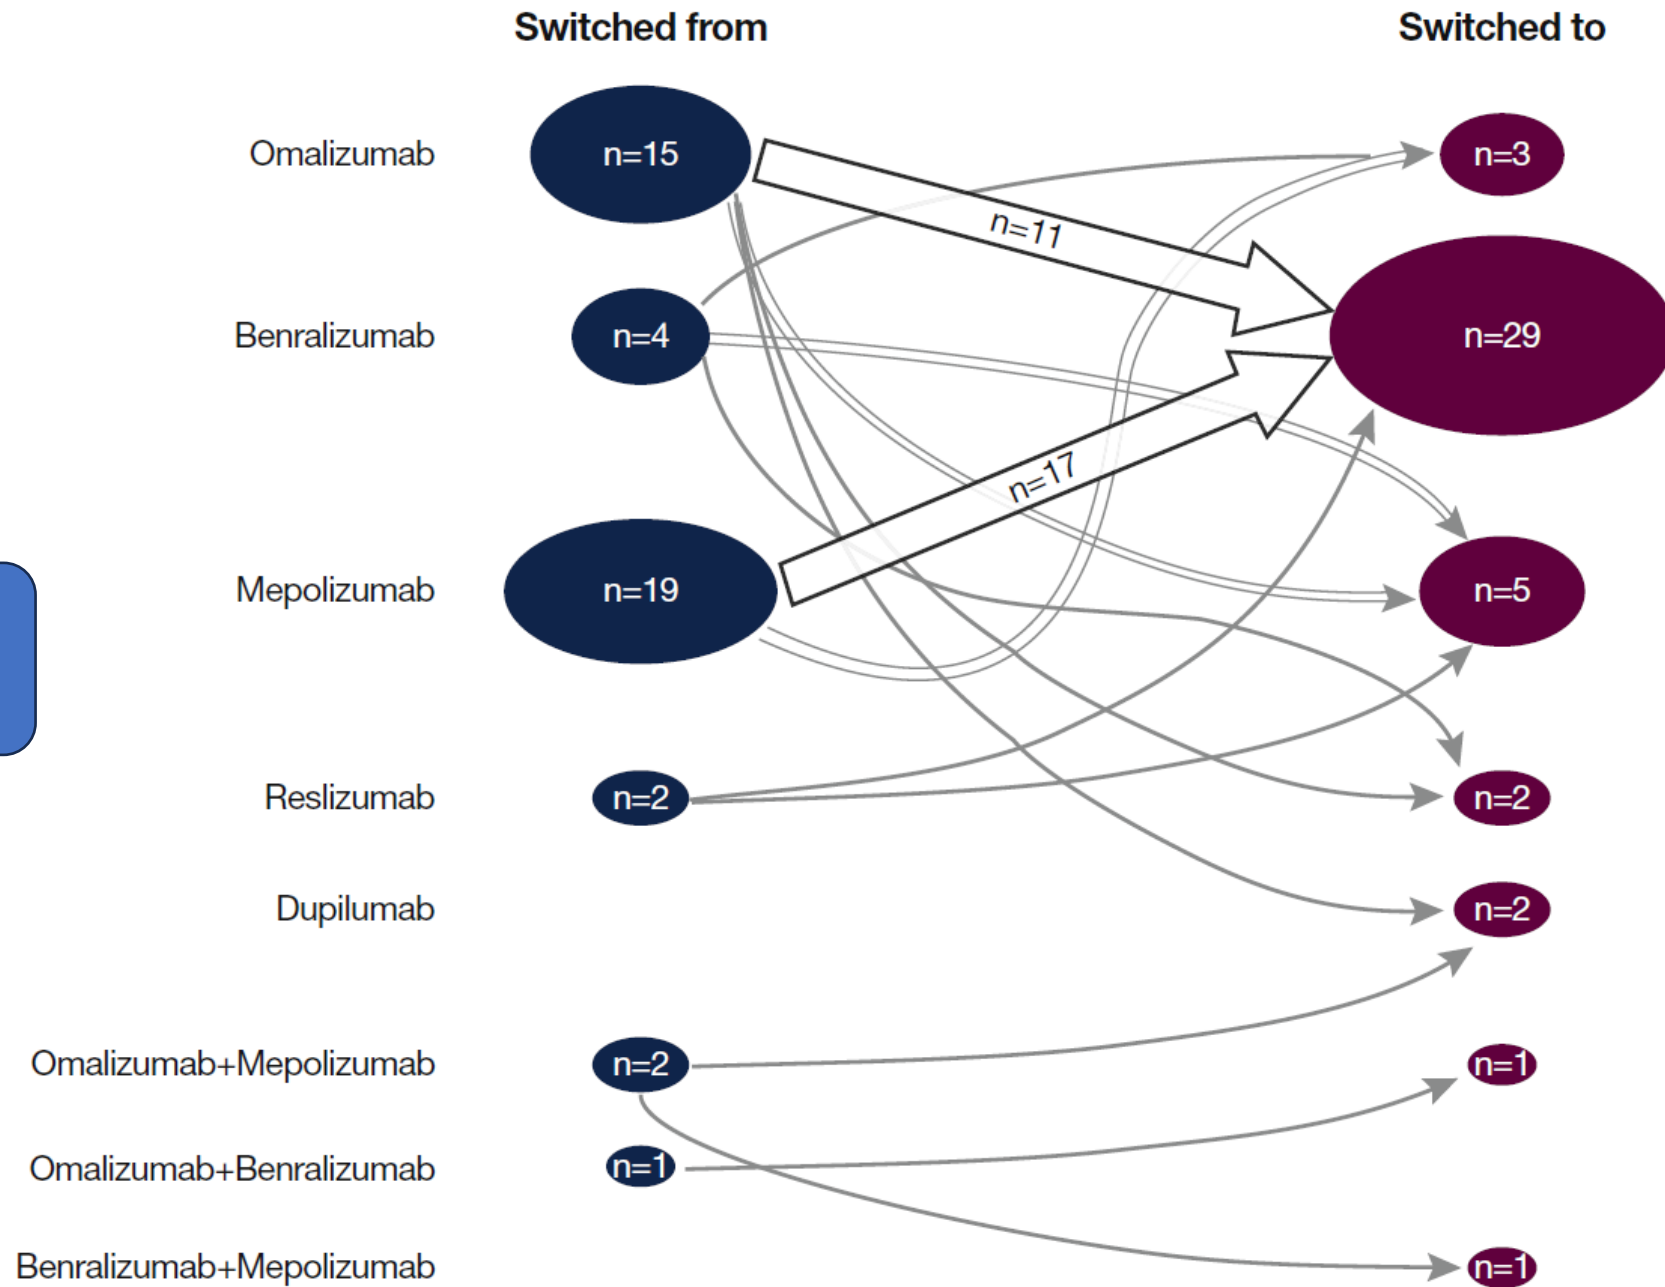 Switched from Switched to
Omalizumab n=15 n=3
n=11
Benralizumab n=4 n=29
n=17
Mepolizumab n=19 n=5
Reslizumab n=2 n=2
Dupilumab n=2
Omalizumab+Mepolizumab n=2 n=1
Omalizumab+Benralizumab n=1
Benralizumab+Mepolizumab n=1